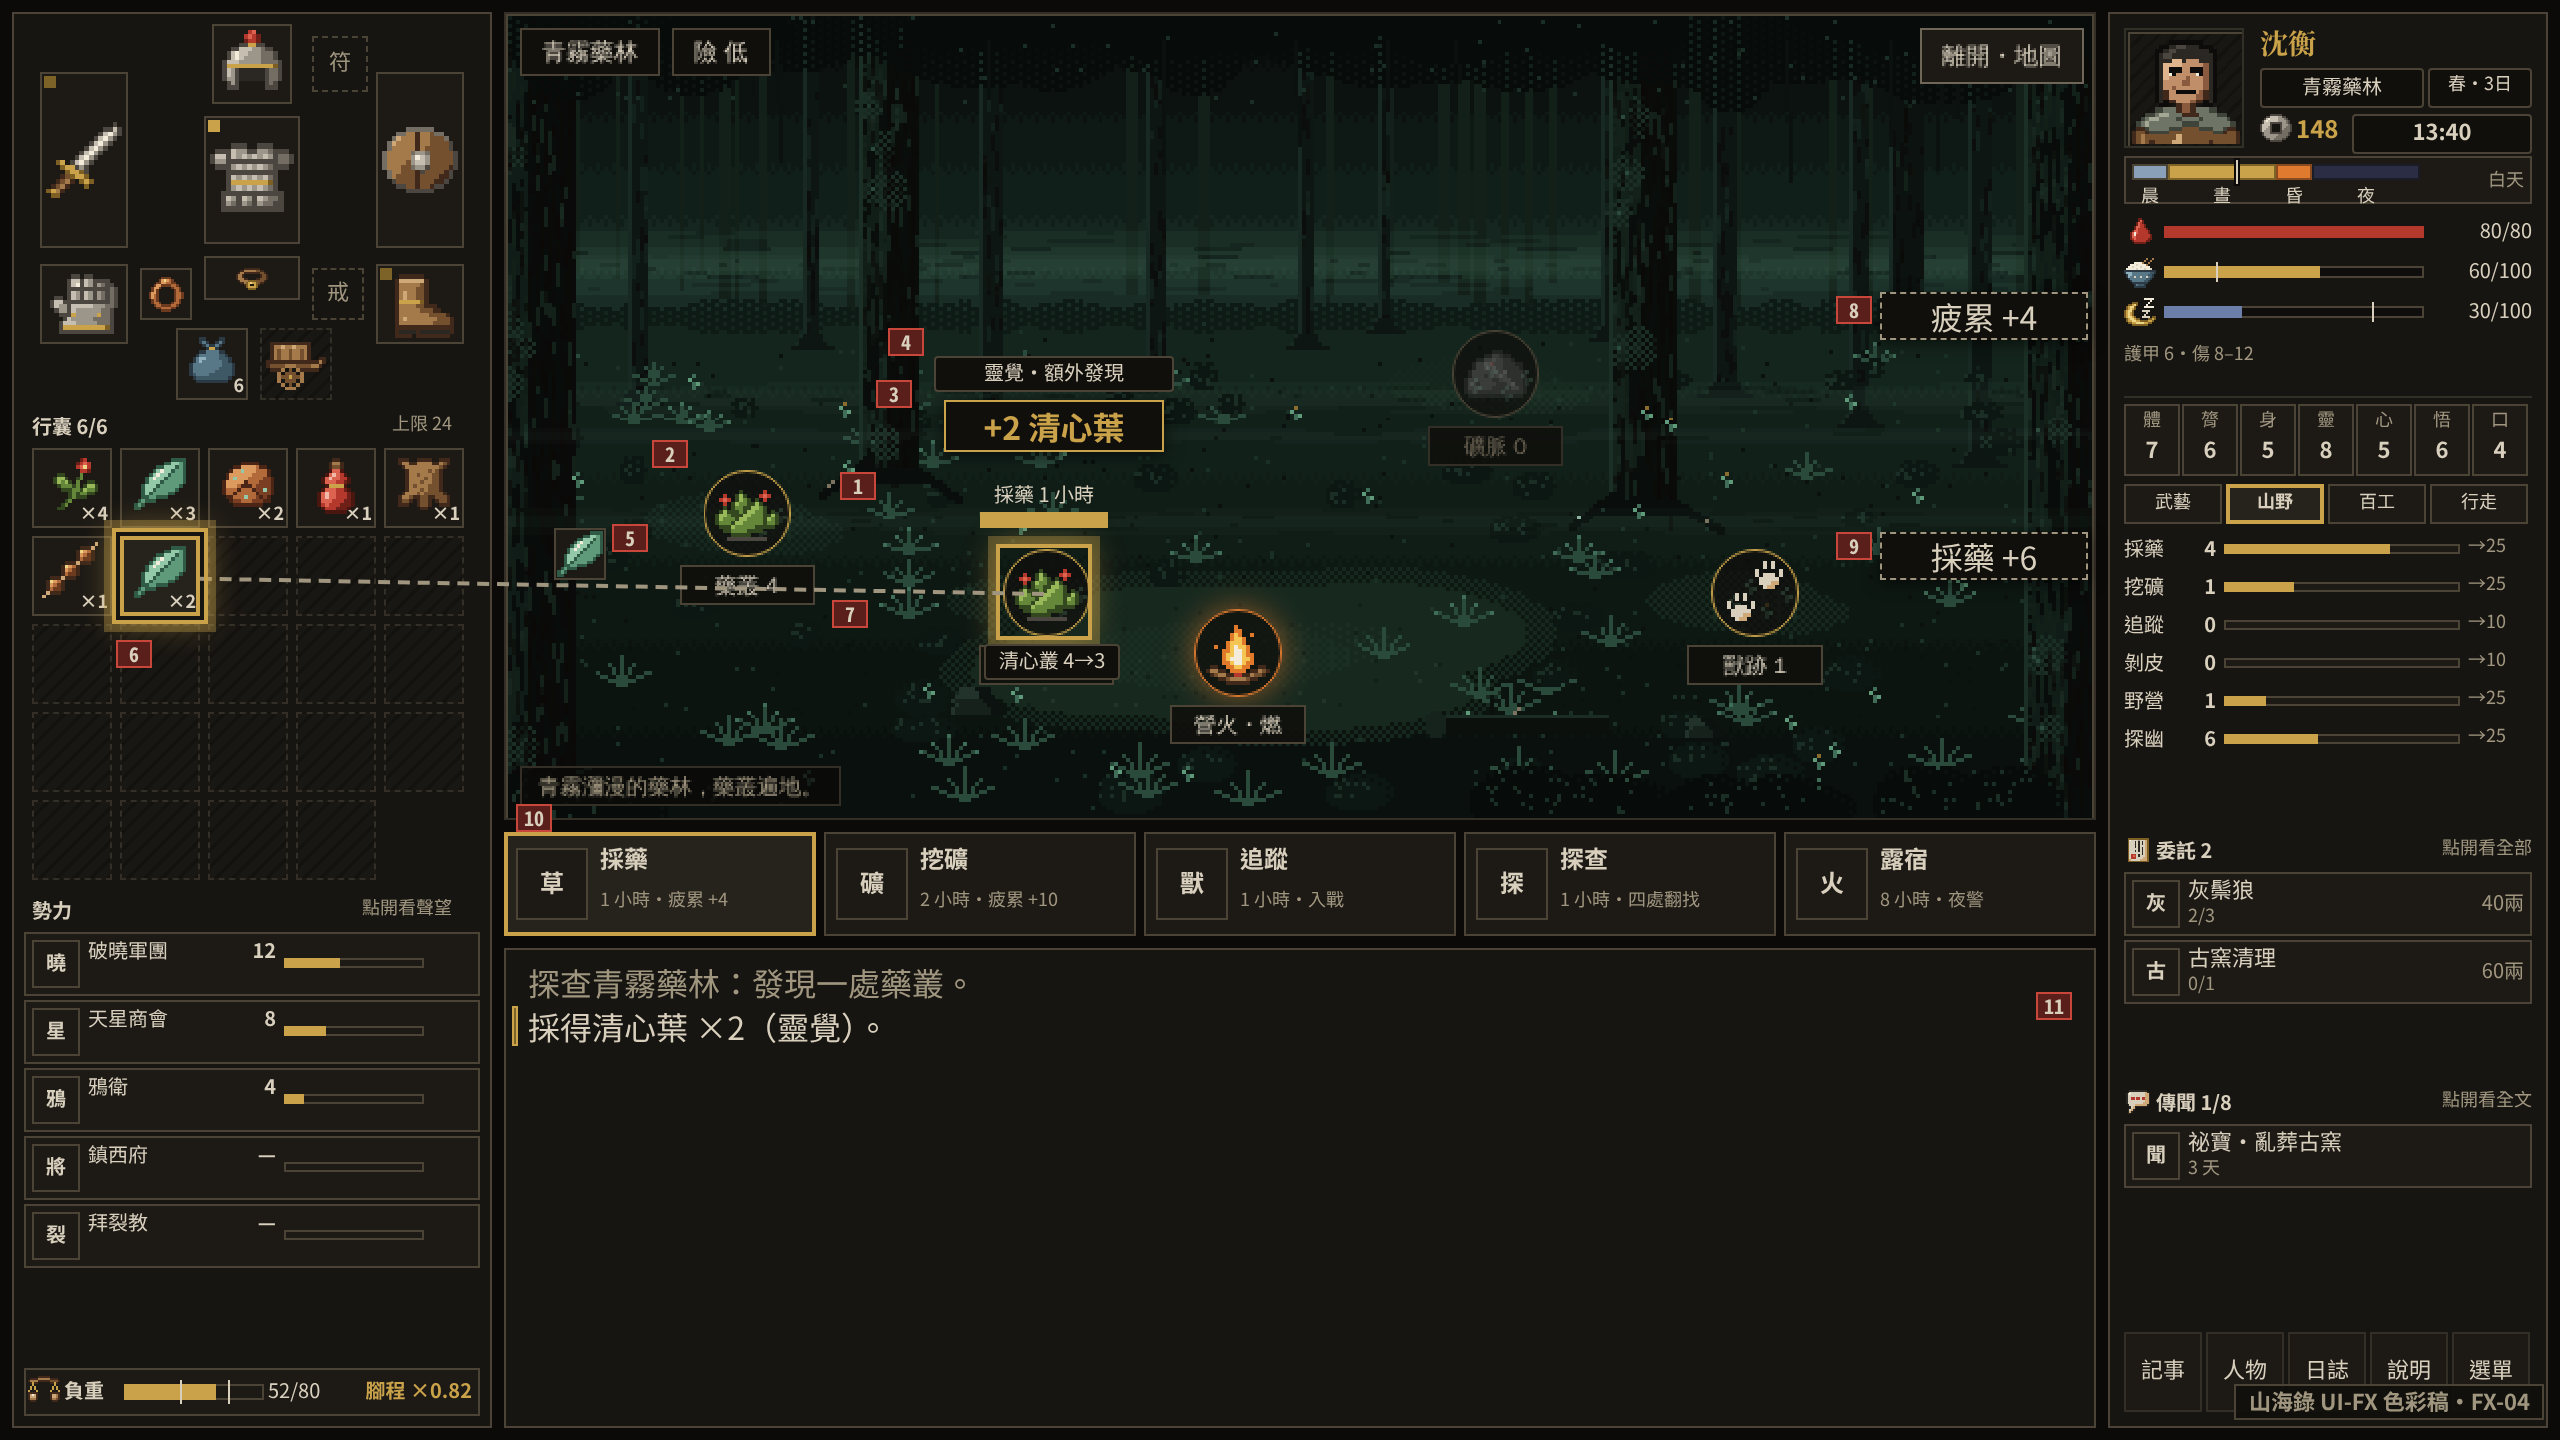 符
戒
6
行囊 6/6
上限 24
×4
×3
×2
×1
×1
×1
×2
6
勢力
點開看聲望
曉
破曉軍團
12
星
天星商會
8
鴉
鴉衛
4
將
鎮西府
—
裂
拜裂教
—
負重
52/80
腳程 ×0.82
青霧藥林
險 低
離開・地圖
4
靈覺・額外發現
3
+2 清心葉
2
1
採藥 1 小時
5
藥叢 4
7
清心叢 4→3
礦脈 0
8
疲累 +4
9
採藥 +6
獸跡 1
營火・燃
青霧瀰漫的藥林，藥叢遍地。
10
草
採藥
1 小時・疲累 +4
礦
挖礦
2 小時・疲累 +10
獸
追蹤
1 小時・入戰
探
探查
1 小時・四處翻找
火
露宿
8 小時・夜警
探查青霧藥林：發現一處藥叢。
採得清心葉 ×2（靈覺）。
11
沈衡
青霧藥林
春・3日
148
13:40
晨
晝
昏
夜
白天
80/80
60/100
30/100
護甲 6・傷 8–12
體
膂
身
靈
心
悟
口
7
6
5
8
5
6
4
武藝
山野
百工
行走
採藥 4 →25
挖礦 1 →25
追蹤 0 →10
剝皮 0 →10
野營 1 →25
探幽 6 →25
委託 2
點開看全部
灰
灰鬃狼
2/3
40兩
古
古窯清理
0/1
60兩
傳聞 1/8
點開看全文
聞
祕寶・亂葬古窯
3 天
記事
人物
日誌
說明
選單
山海錄 UI-FX 色彩稿・FX-04